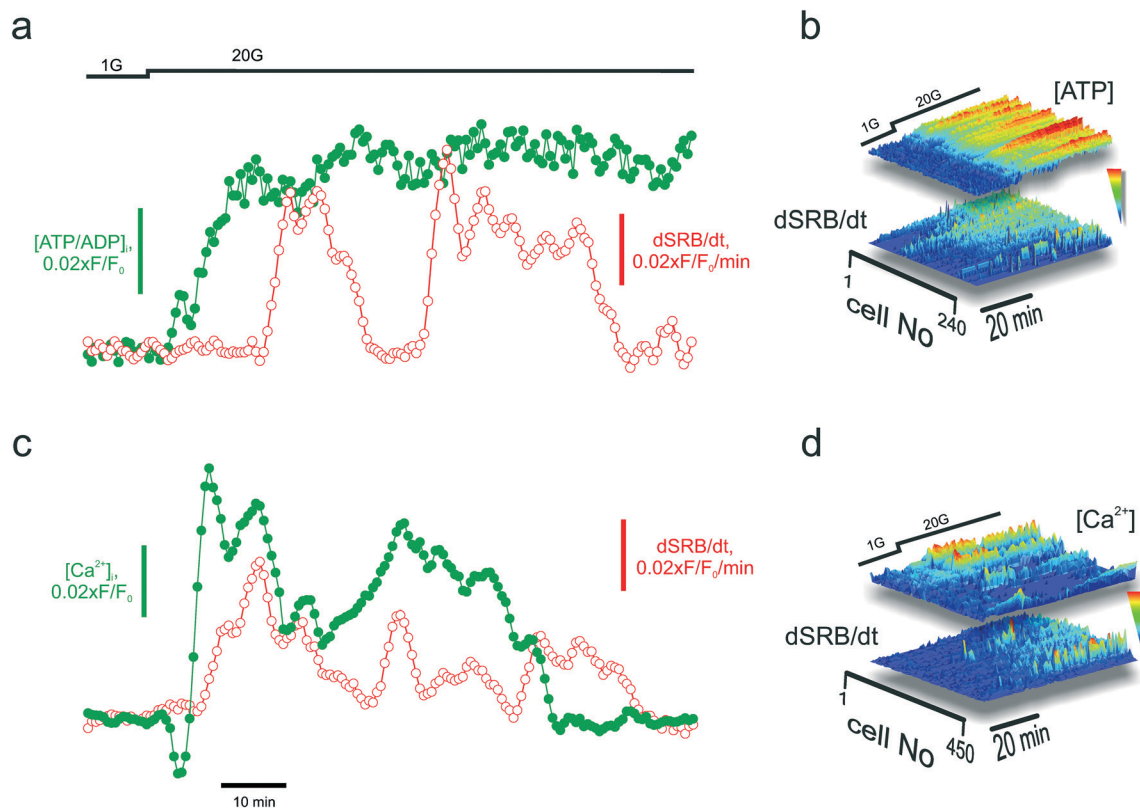 a
1G
20G
[ATP/ADP]i,
0.02xF/F0
dSRB/dt,
0.02xF/F0/min
b
1G
20G
[ATP]
dSRB/dt
1
cell No
240
20 min
c
[Ca2+]i,
0.02xF/F0
dSRB/dt,
0.02xF/F0/min
10 min
d
1G
20G
[Ca2+]
dSRB/dt
1
cell No
450
20 min